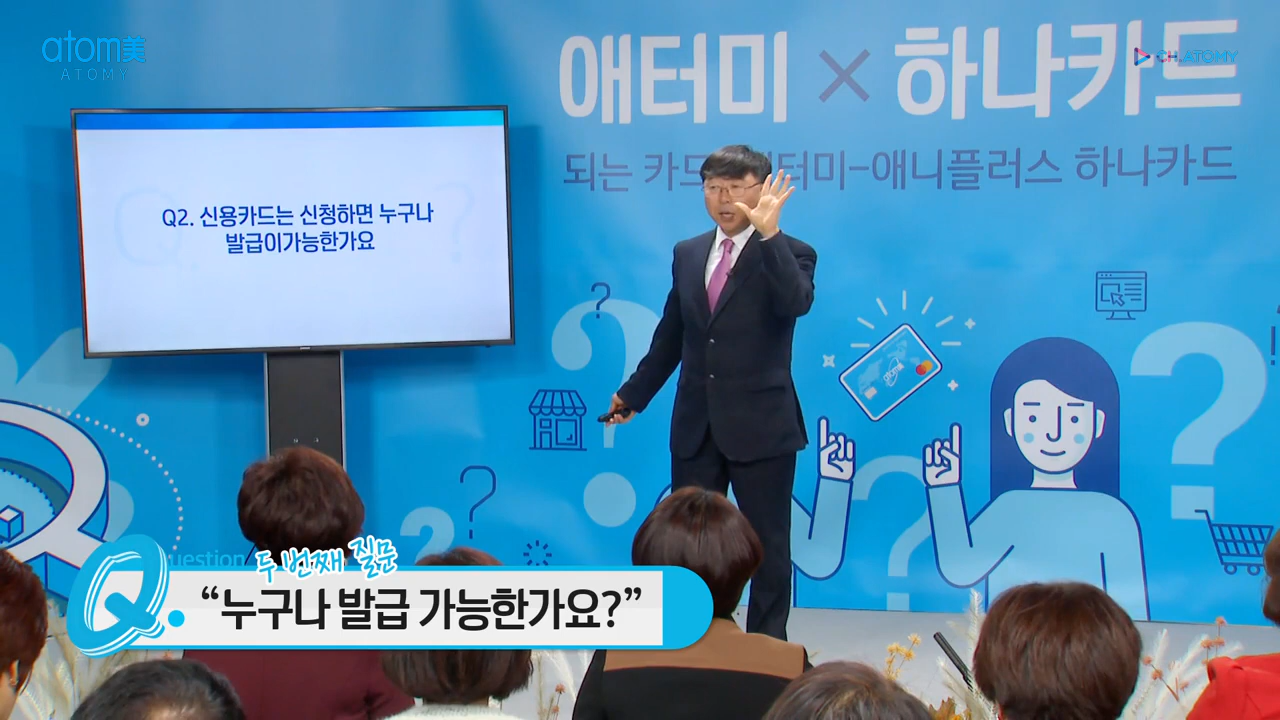 atom美
ATOMY
CH.ATOMY
애터미 × 하나카드
되는 카드 애터미-애니플러스 하나카드
Q2. 신용카드는 신청하면 누구나
발급이가능한가요
Question
두 번째 질문
Q. “누구나 발급 가능한가요?”